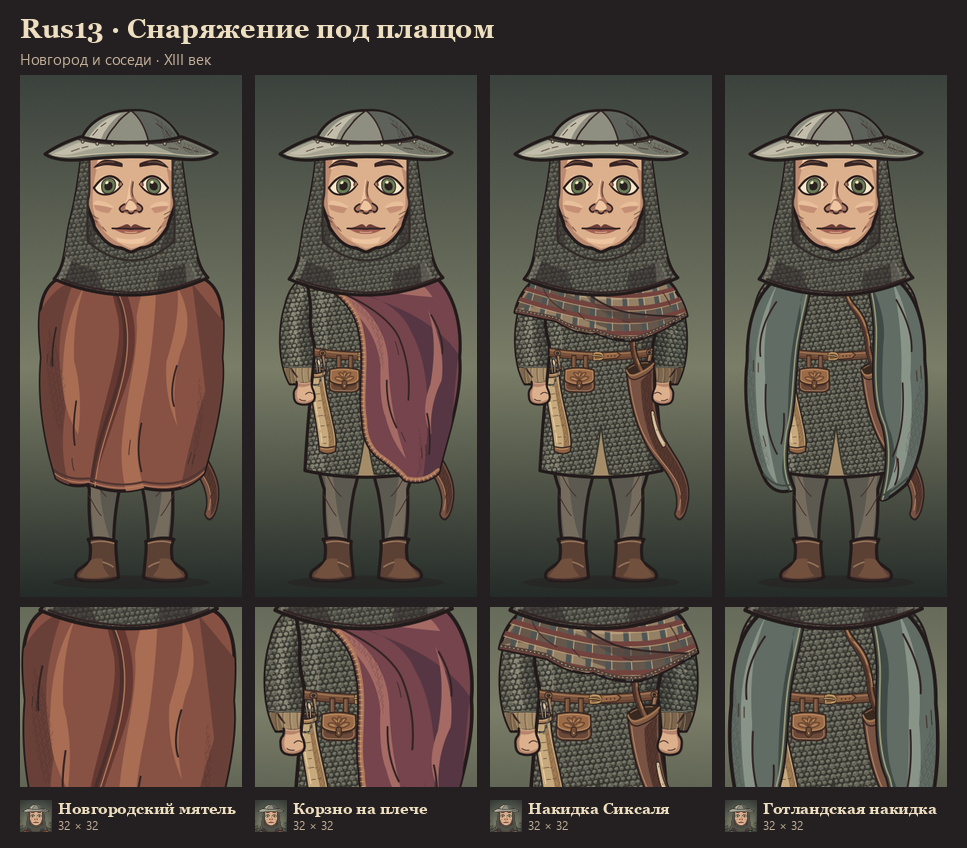 Rus13 · Снаряжение под плащом
Новгород и соседи · XIII век
Новгородский мятель
32 × 32
Корзно на плече
32 × 32
Накидка Сиксаля
32 × 32
Готландская накидка
32 × 32